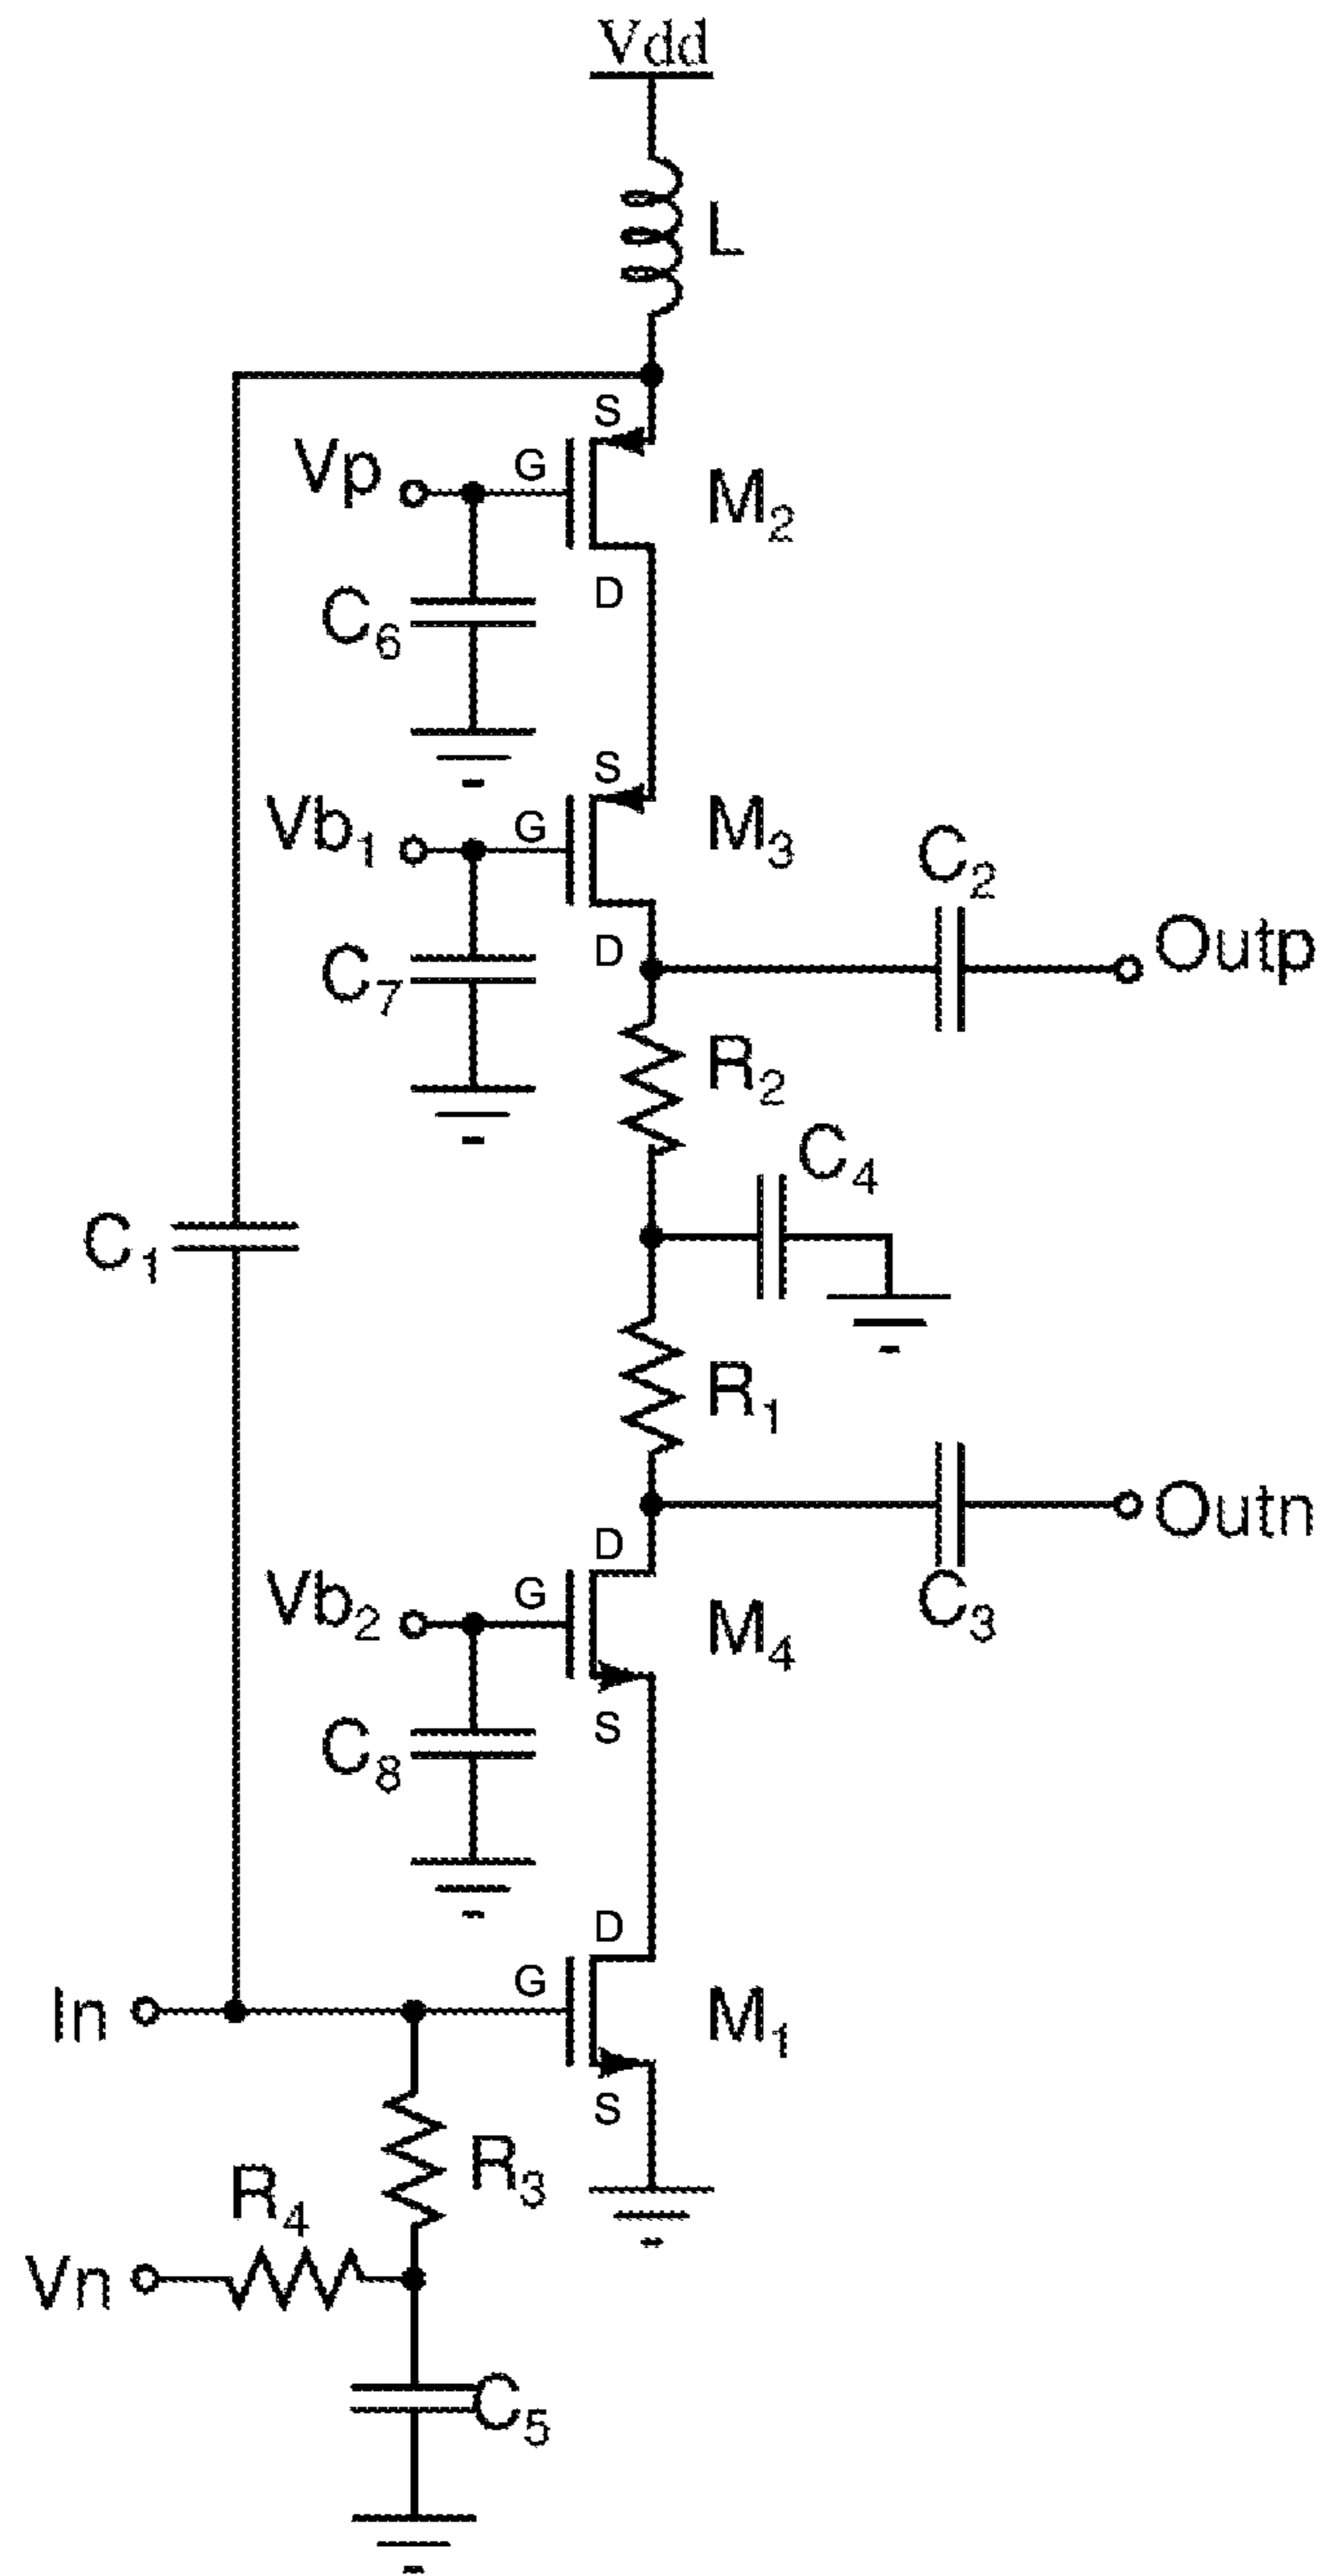 Vdd
L
S
Vp
G
M₂
D
C₆
S
Vb₁
G
M₃
C₂
D
Outp
C₇
R₂
C₄
C₁
R₁
D
Outn
Vb₂
G
M₄
C₃
S
C₈
D
In
G
M₁
S
R₃
R₄
Vn
C₅